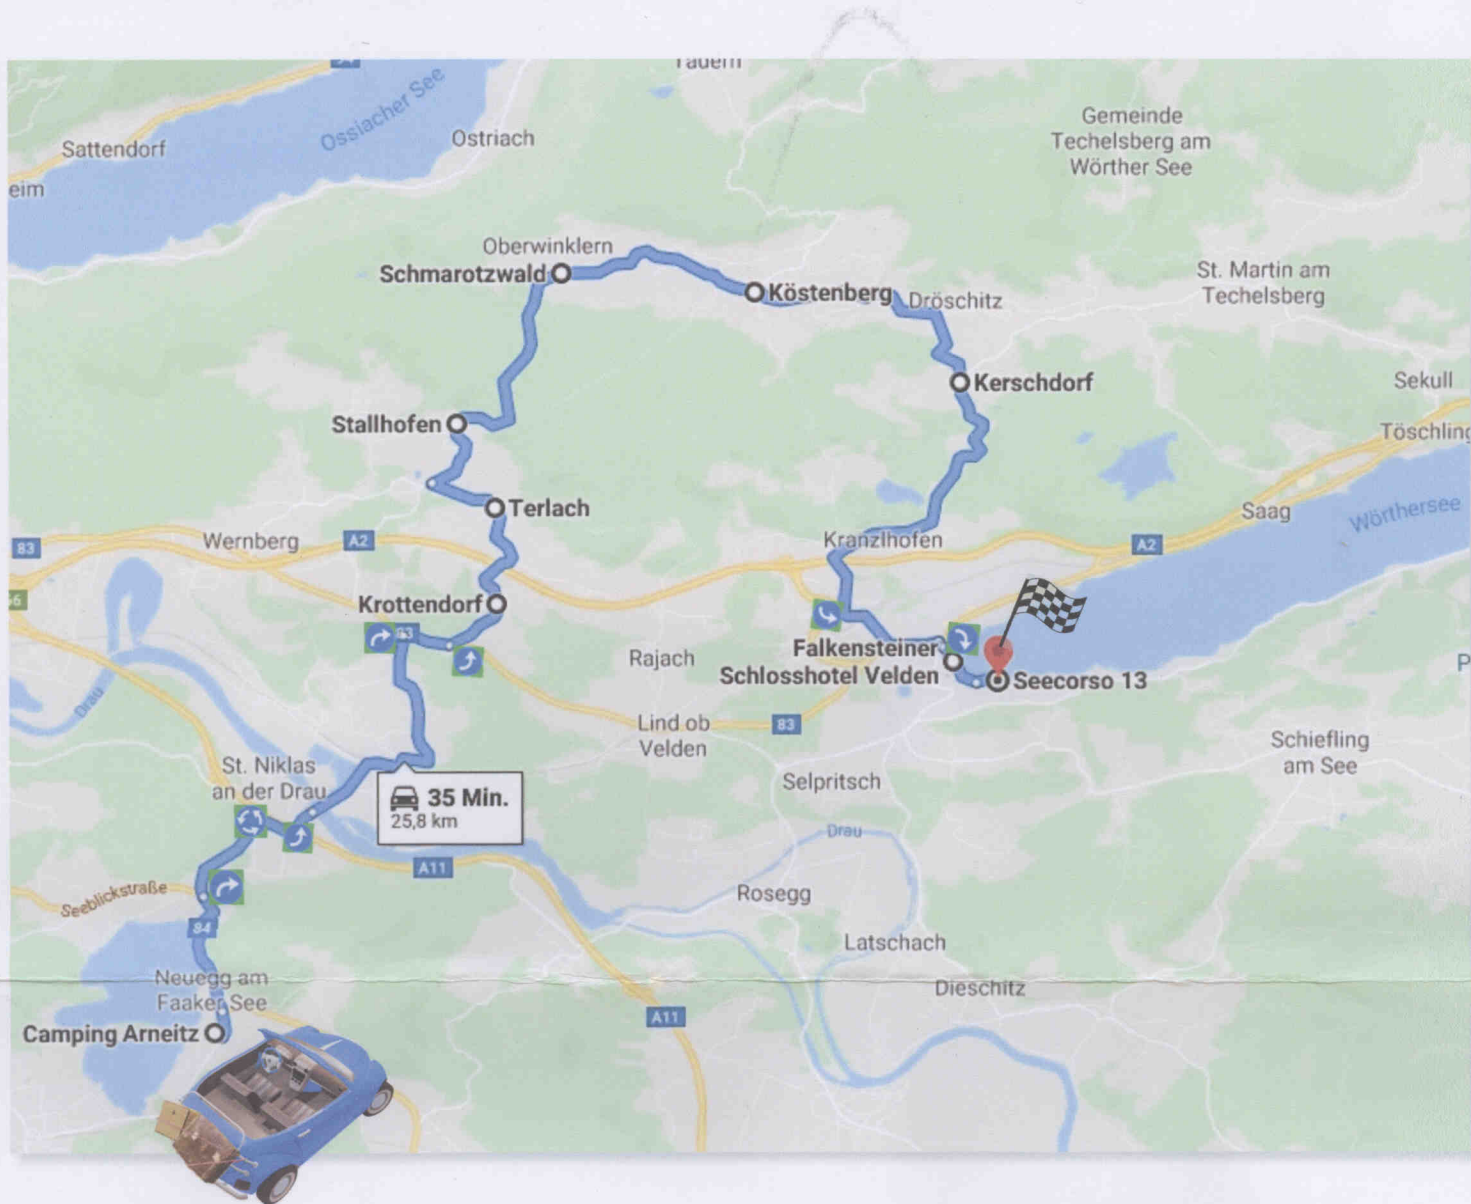 Tauern
Ossiacher See
Gemeinde
Techelsberg am
Wörther See
Sattendorf
Ostriach
eim
Oberwinklern
Schmarotzwald
Köstenberg
Dröschitz
St. Martin am
Techelsberg
Kerschdorf
Sekull
Stallhofen
Töschling
Terlach
Saag
Wörthersee
83
Wernberg
A2
Kranzlhofen
A2
Krottendorf
83
Falkensteiner
Schlosshotel Velden
Rajach
Seecorso 13
P
Drau
Lind ob
Velden
83
Schiefling
am See
St. Niklas
an der Drau
Selpritsch
35 Min.
25,8 km
Drau
A11
Seeblickstraße
Rosegg
84
Latschach
Neuegg am
Faaker See
Dieschitz
A11
Camping Arneitz